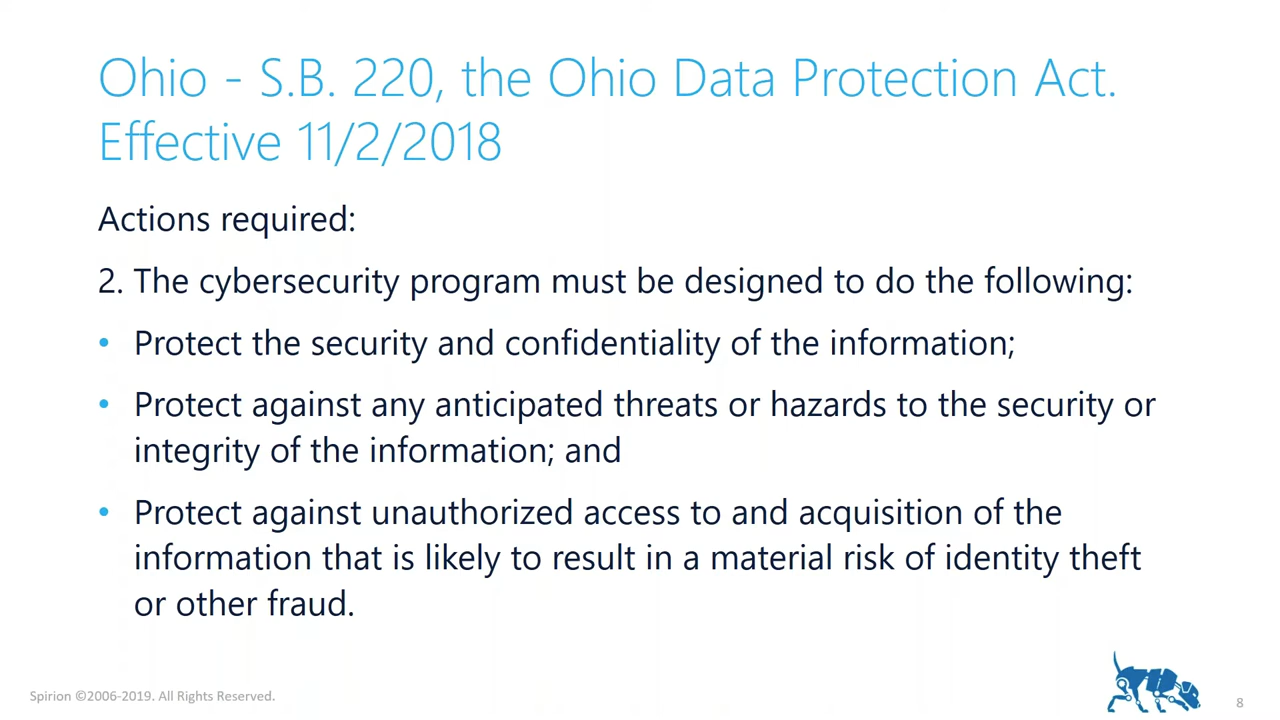 Ohio - S.B. 220, the Ohio Data Protection Act.
Effective 11/2/2018
Actions required:
2. The cybersecurity program must be designed to do the following:
• Protect the security and confidentiality of the information;
• Protect against any anticipated threats or hazards to the security or
integrity of the information; and
• Protect against unauthorized access to and acquisition of the
information that is likely to result in a material risk of identity theft
or other fraud.
Spirion ©2006-2019. All Rights Reserved.
8